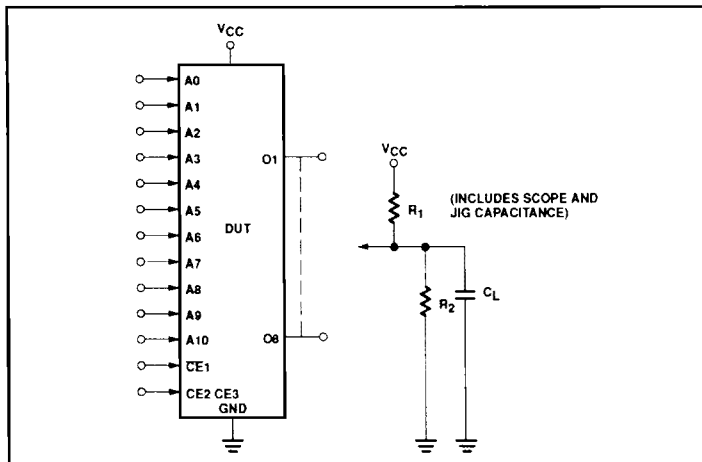 VCC
A0
A1
A2
A3
A4
A5
A6
A7
A8
A9
A10
CE1
CE2 CE3
GND
DUT
O1
O8
VCC
R1
(INCLUDES SCOPE AND
JIG CAPACITANCE)
R2
CL